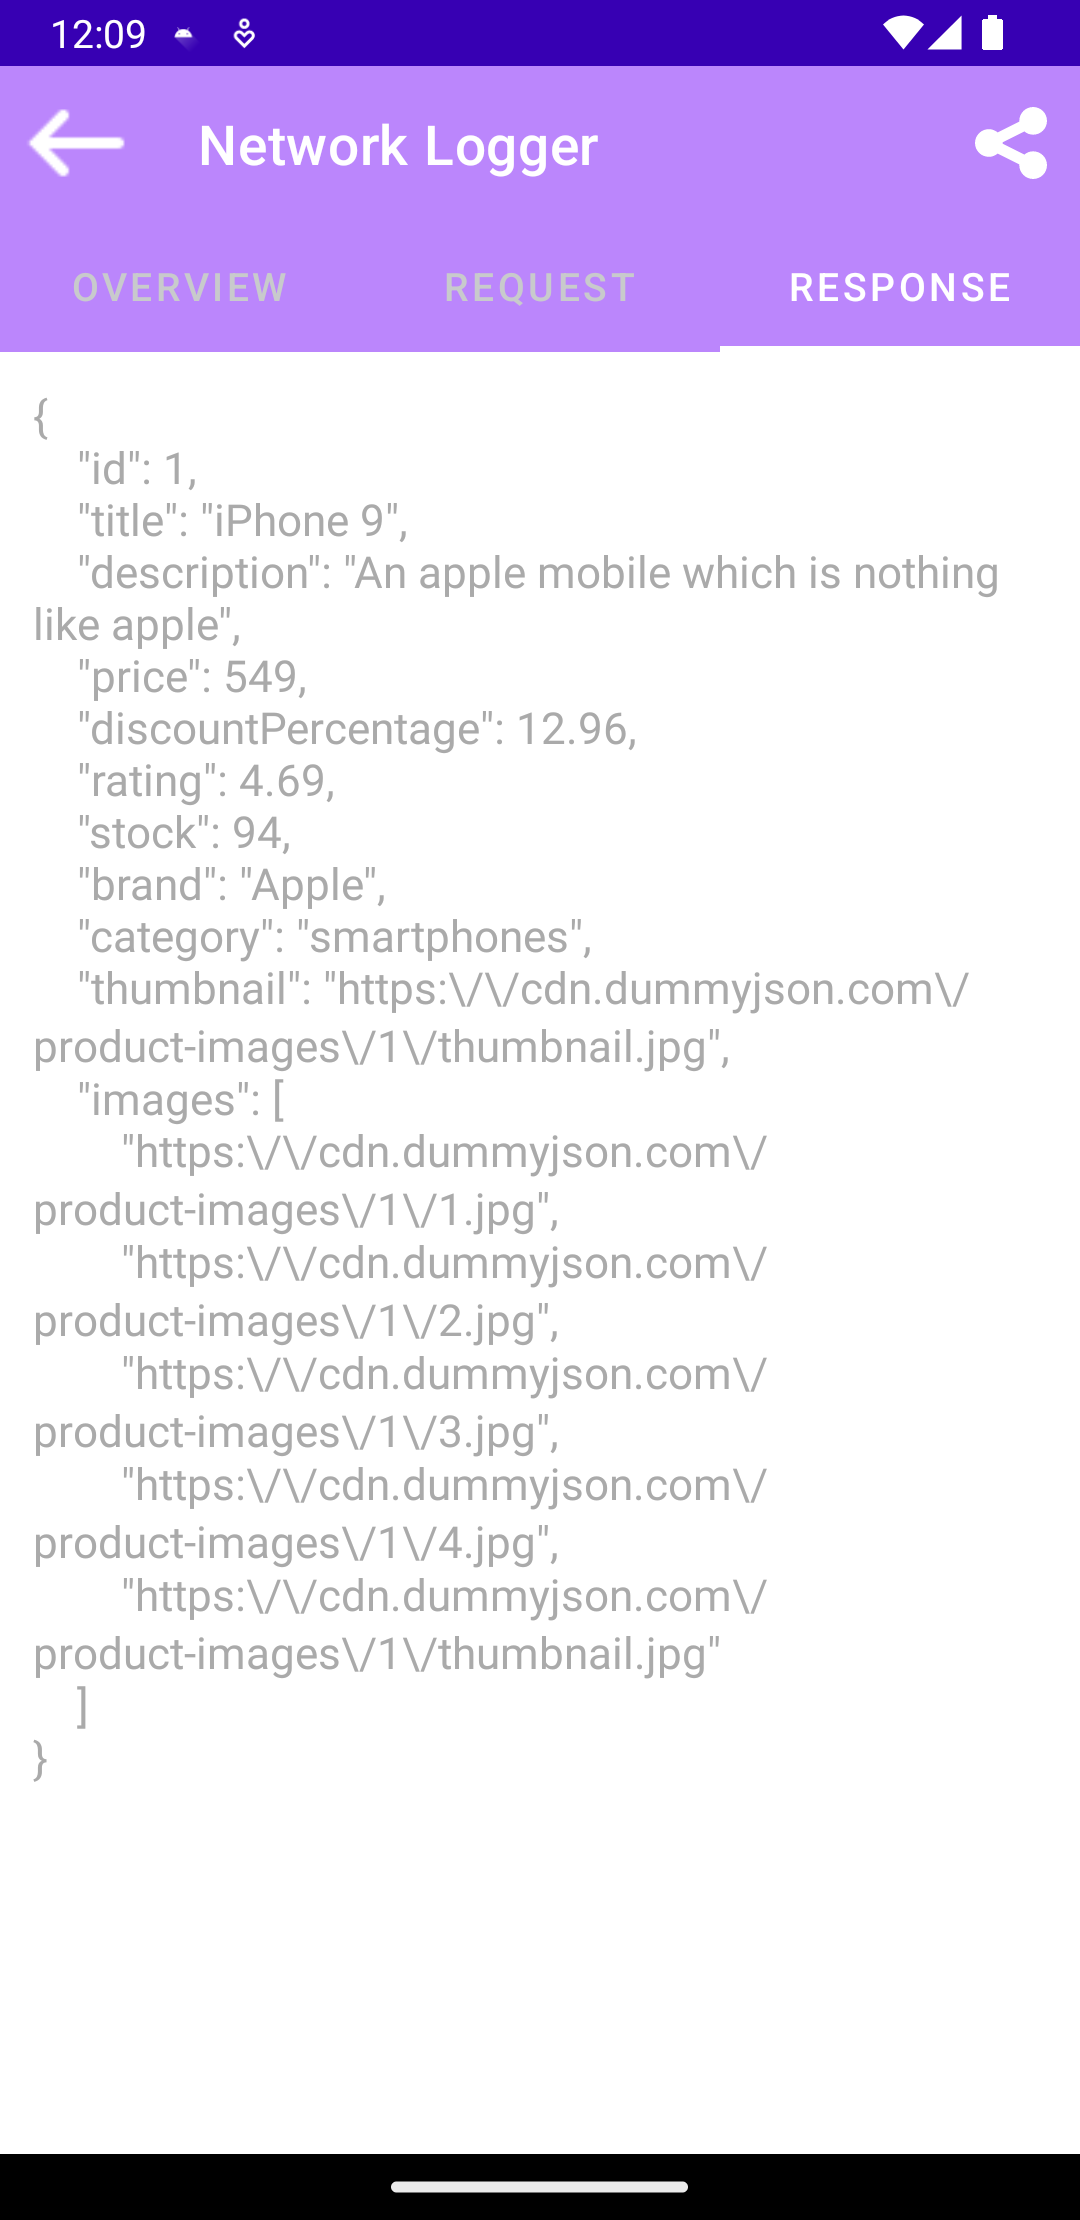 12:09
Network Logger
OVERVIEW REQUEST RESPONSE
{
    "id": 1,
    "title": "iPhone 9",
    "description": "An apple mobile which is nothing
like apple",
    "price": 549,
    "discountPercentage": 12.96,
    "rating": 4.69,
    "stock": 94,
    "brand": "Apple",
    "category": "smartphones",
    "thumbnail": "https:\/\/cdn.dummyjson.com\/
product-images\/1\/thumbnail.jpg",
    "images": [
        "https:\/\/cdn.dummyjson.com\/
product-images\/1\/1.jpg",
        "https:\/\/cdn.dummyjson.com\/
product-images\/1\/2.jpg",
        "https:\/\/cdn.dummyjson.com\/
product-images\/1\/3.jpg",
        "https:\/\/cdn.dummyjson.com\/
product-images\/1\/4.jpg",
        "https:\/\/cdn.dummyjson.com\/
product-images\/1\/thumbnail.jpg"
    ]
}